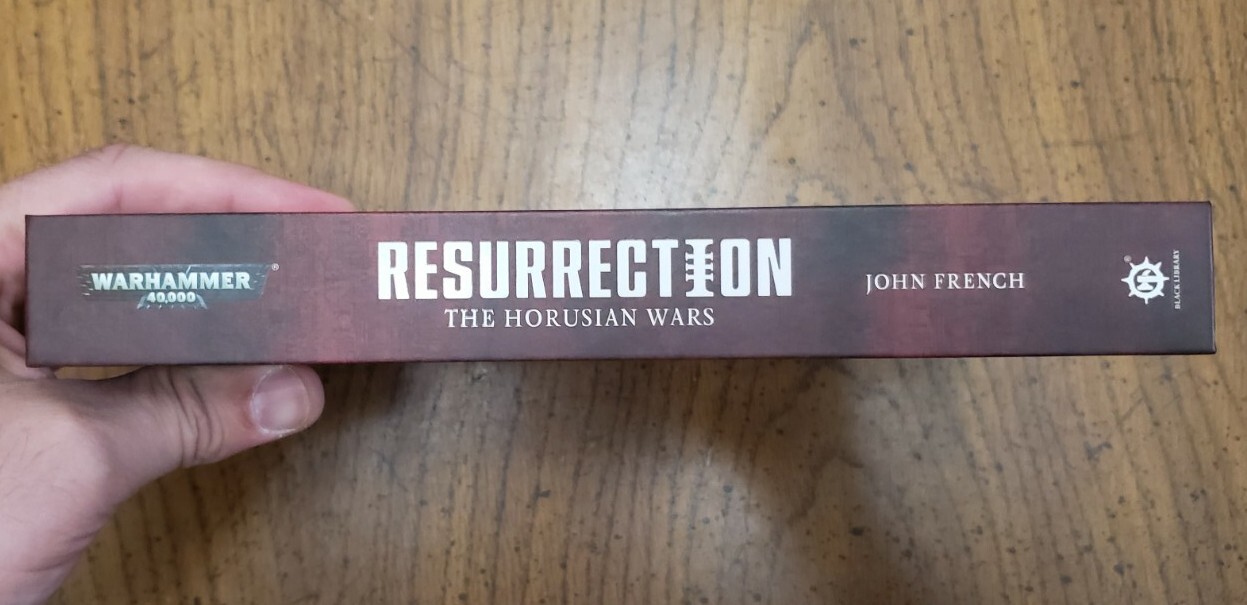 WARHAMMER®
40,000
RESURRECTION
THE HORUSIAN WARS
JOHN FRENCH
®
BLACK LIBRARY